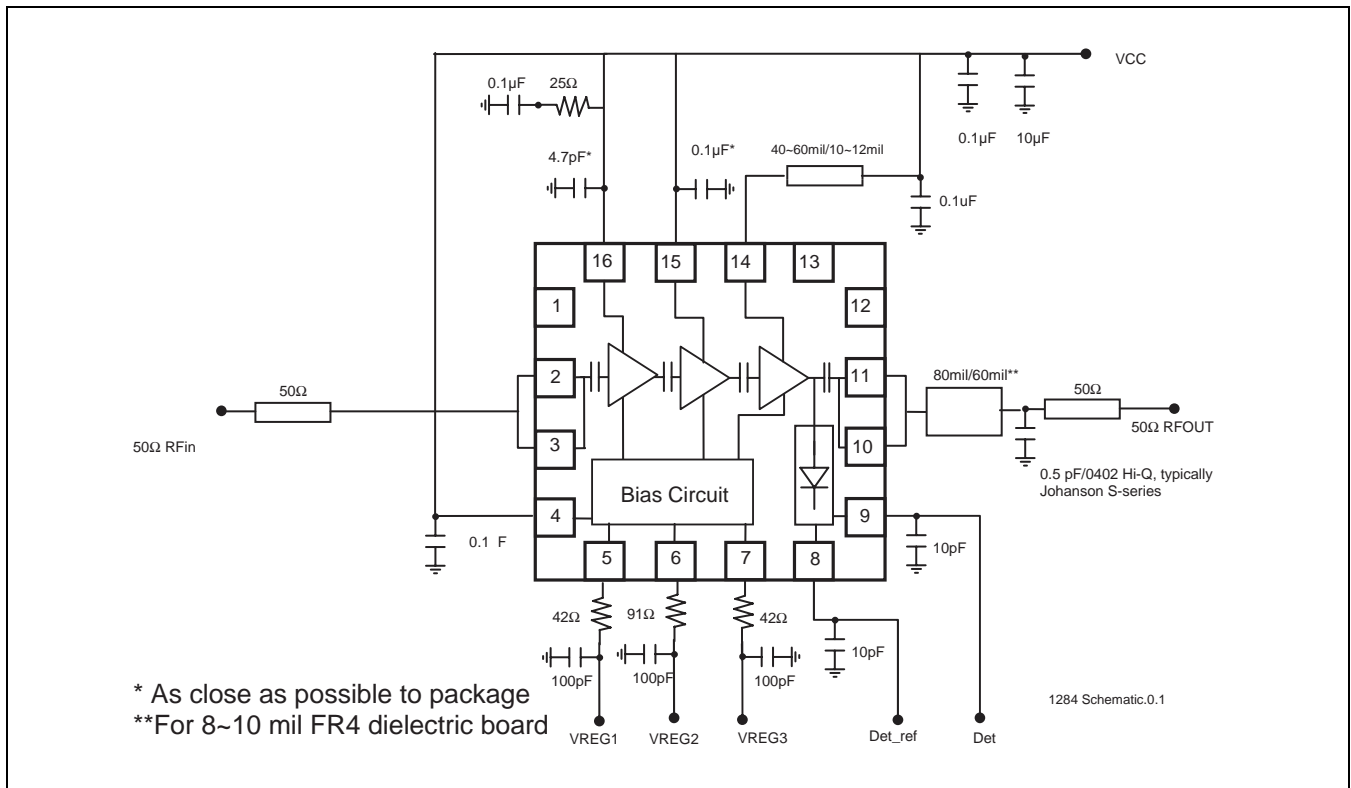 VCC
0.1µF
25Ω
0.1µF
10µF
4.7pF*
0.1µF*
40~60mil/10~12mil
0.1uF
16
15
14
13
1
12
2
11
80mil/60mil**
50Ω
50Ω
50Ω RFin
50Ω RFOUT
3
10
0.5 pF/0402 Hi-Q, typically
Johanson S-series
Bias Circuit
4
9
0.1 F
10pF
5
6
7
8
42Ω
91Ω
42Ω
10pF
100pF
100pF
100pF
* As close as possible to package
**For 8~10 mil FR4 dielectric board
1284 Schematic.0.1
VREG1
VREG2
VREG3
Det_ref
Det